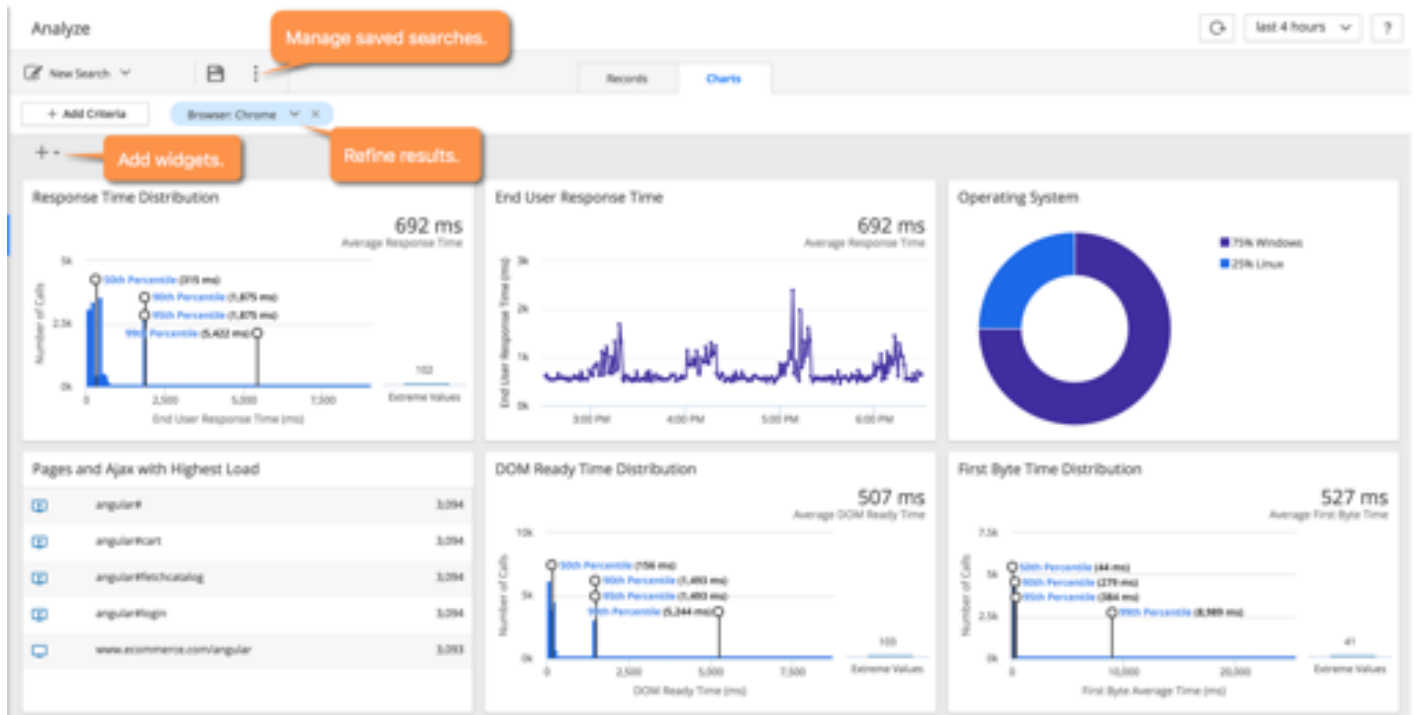 Analyze
Manage saved searches.
last 4 hours
?
New Search
Records
Charts
+ Add Criteria
Browser: Chrome
×
+
Add widgets.
Refine results.
Response Time Distribution
692 ms
Average Response Time
5k
2.5k
0k
Number of Calls
50th Percentile (315 ms)
90th Percentile (1,875 ms)
95th Percentile (1,875 ms)
99th Percentile (5,422 ms)
102
Extreme Values
0
2,500
5,000
7,500
End User Response Time (ms)
End User Response Time
692 ms
Average Response Time
3k
2k
1k
0k
End User Response Time (ms)
3:00 PM
4:00 PM
5:00 PM
6:00 PM
Operating System
75% Windows
25% Linux
Pages and Ajax with Highest Load
angular#
3,094
angular#cart
3,094
angular#fetchcatalog
3,094
angular#login
3,094
www.ecommerce.com/angular
3,093
DOM Ready Time Distribution
507 ms
Average DOM Ready Time
10k
5k
0k
Number of Calls
50th Percentile (156 ms)
90th Percentile (1,493 ms)
95th Percentile (1,493 ms)
99th Percentile (5,244 ms)
103
Extreme Values
0
2,500
5,000
7,500
DOM Ready Time (ms)
First Byte Time Distribution
527 ms
Average First Byte Time
7.5k
5k
2.5k
0k
Number of Calls
50th Percentile (44 ms)
90th Percentile (279 ms)
95th Percentile (384 ms)
99th Percentile (8,989 ms)
41
Extreme Values
0
10,000
20,000
First Byte Average Time (ms)